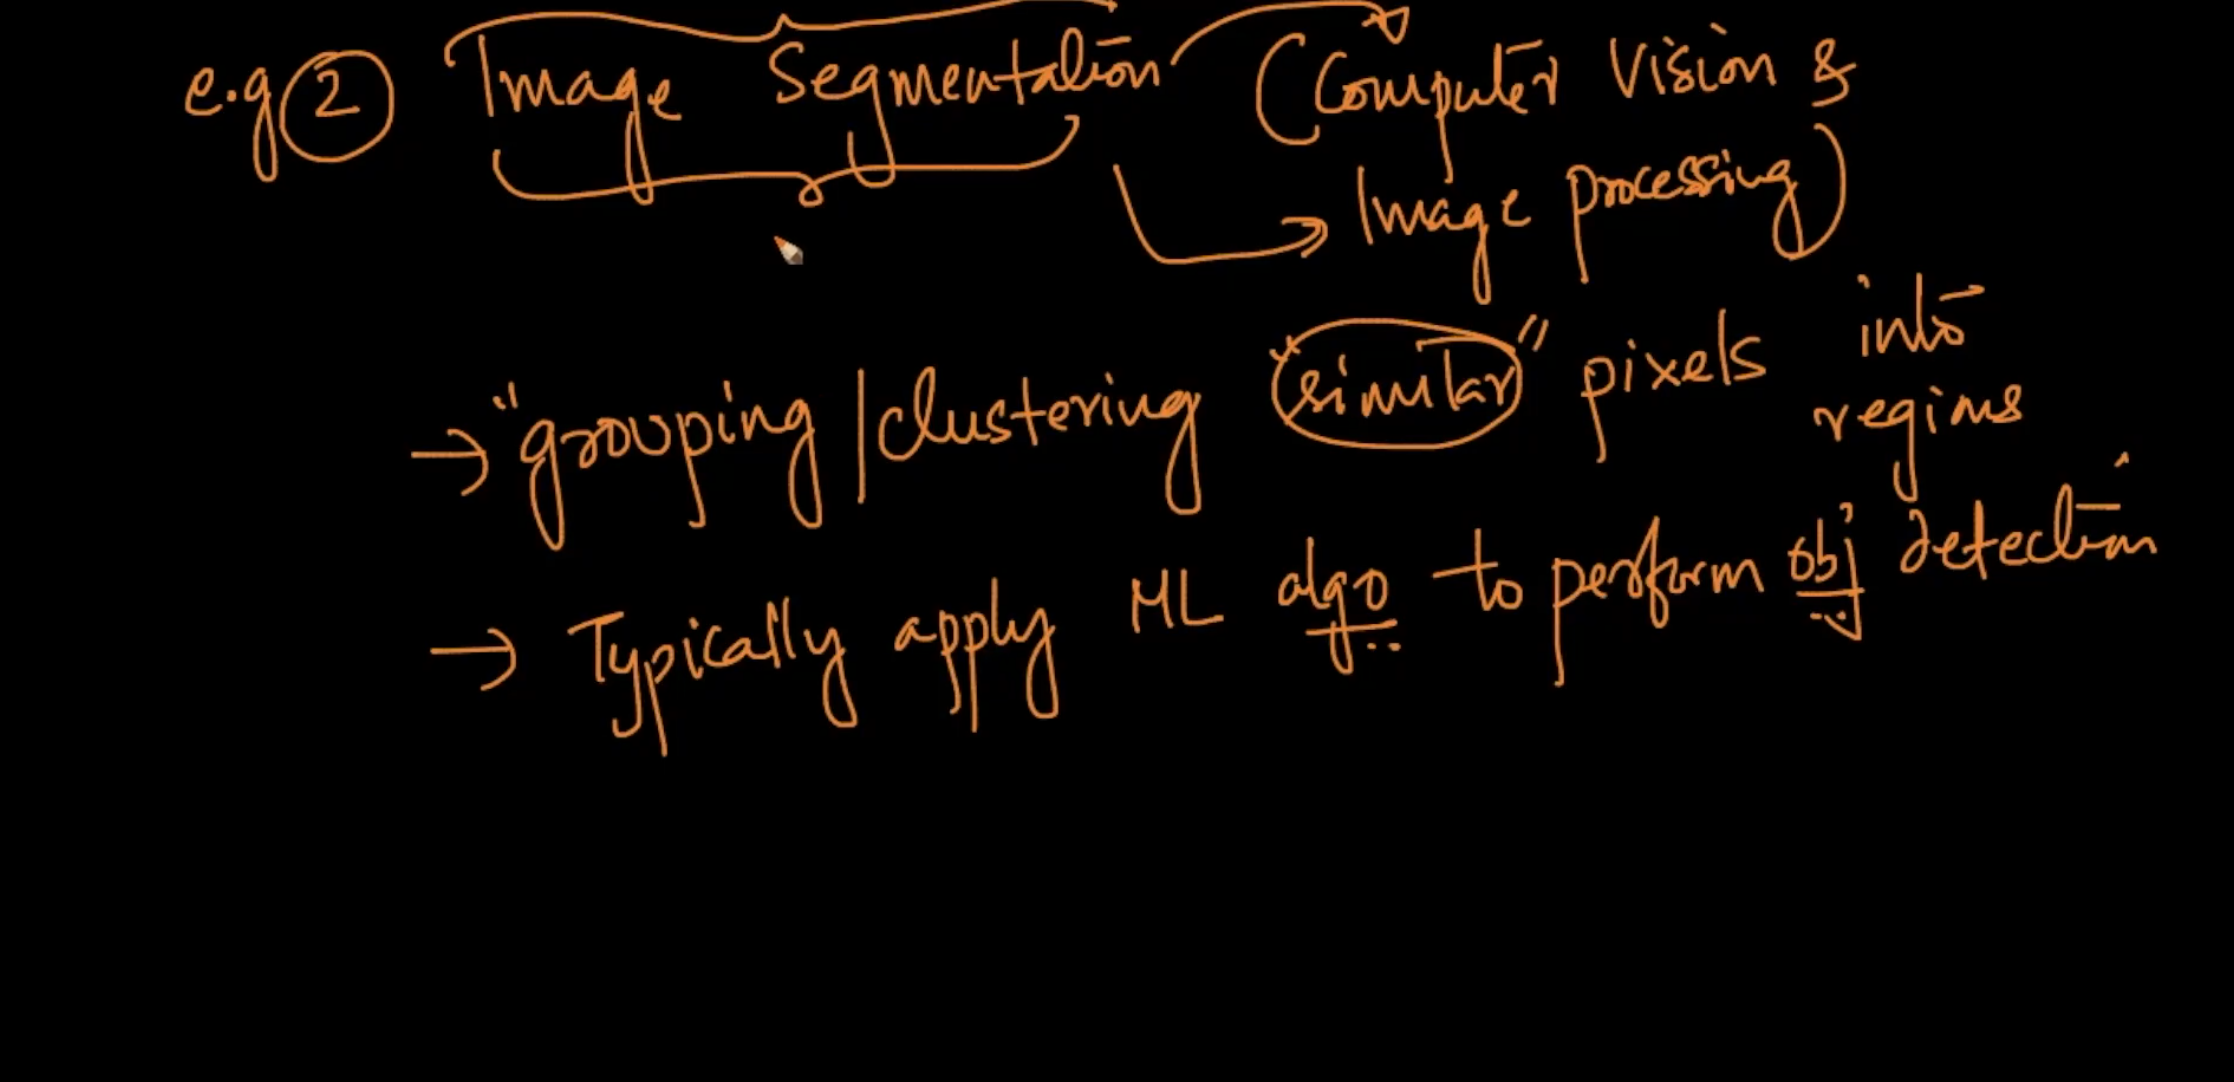 e.g ② Image Segmentation (Computer Vision &
Image processing)
→ "grouping / clustering "similar" pixels into
regions
→ Typically apply ML algo to perform obj detection